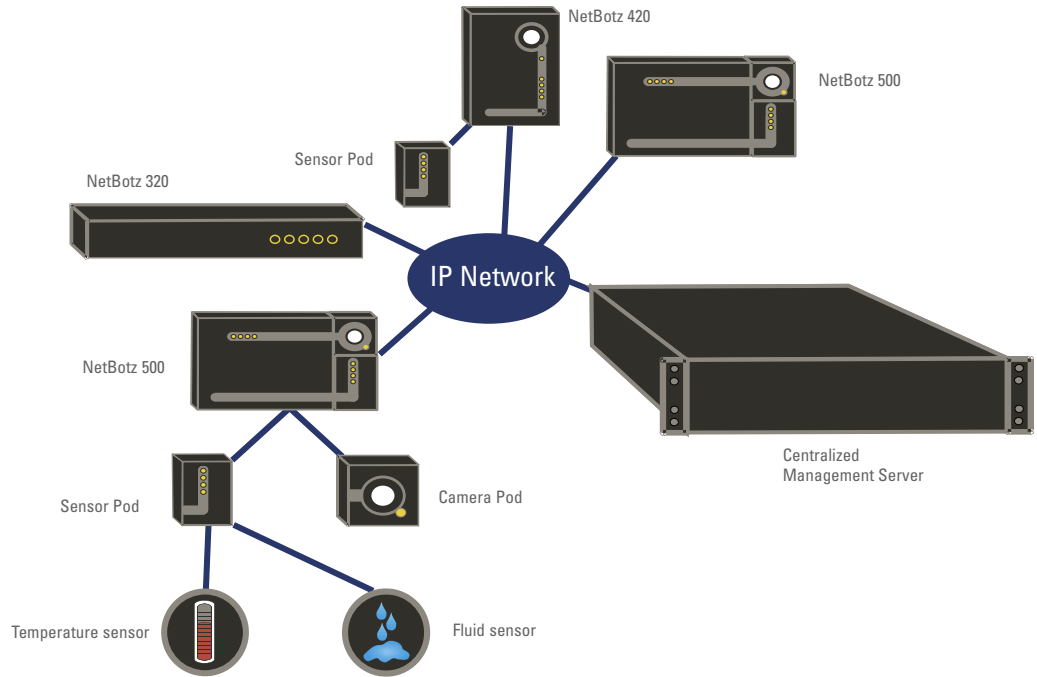 NetBotz 420
NetBotz 500
Sensor Pod
NetBotz 320
IP Network
NetBotz 500
Centralized
Management Server
Sensor Pod
Camera Pod
Temperature sensor
Fluid sensor